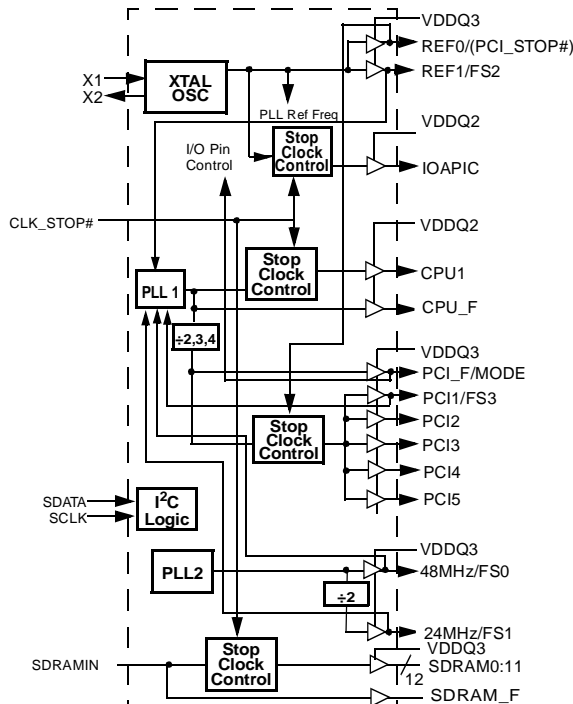 VDDQ3
REF0/(PCI_STOP#)
X1
X2
XTAL
OSC
REF1/FS2
PLL Ref Freq
VDDQ2
I/O Pin
Control
Stop
Clock
Control
IOAPIC
CLK_STOP#
VDDQ2
Stop
Clock
Control
CPU1
PLL 1
CPU_F
÷2,3,4
VDDQ3
PCI_F/MODE
PCI1/FS3
Stop
Clock
Control
PCI2
PCI3
PCI4
PCI5
SDATA
SCLK
I2C
Logic
VDDQ3
PLL2
48MHz/FS0
÷2
24MHz/FS1
VDDQ3
SDRAMIN
Stop
Clock
Control
SDRAM0:11
12
SDRAM_F